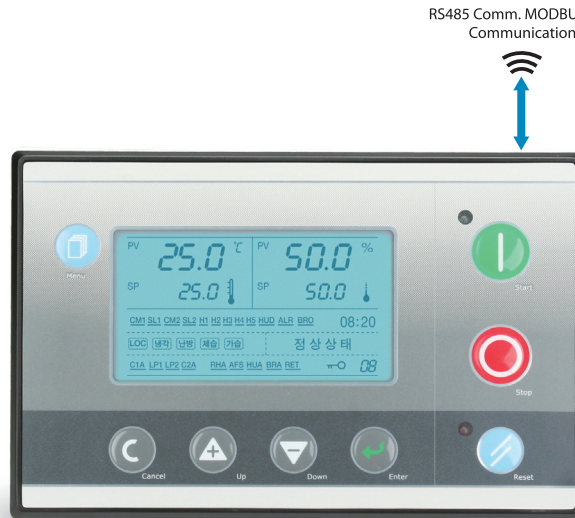 RS485 Comm. MODBU
Communication
Menu
PV 25.0 ℃ PV 50.0 %
SP 25.0 SP 50.0
CM1 SL1 CM2 SL2 H1 H2 H3 H4 H5 HUD ALR BRO 08:20
LOC 냉각 난방 제습 가습 정상상태
C1A LP1 LP2 C2A RHA AFS HUA BRA RET 08
Start
Stop
Cancel Up Down Enter Reset